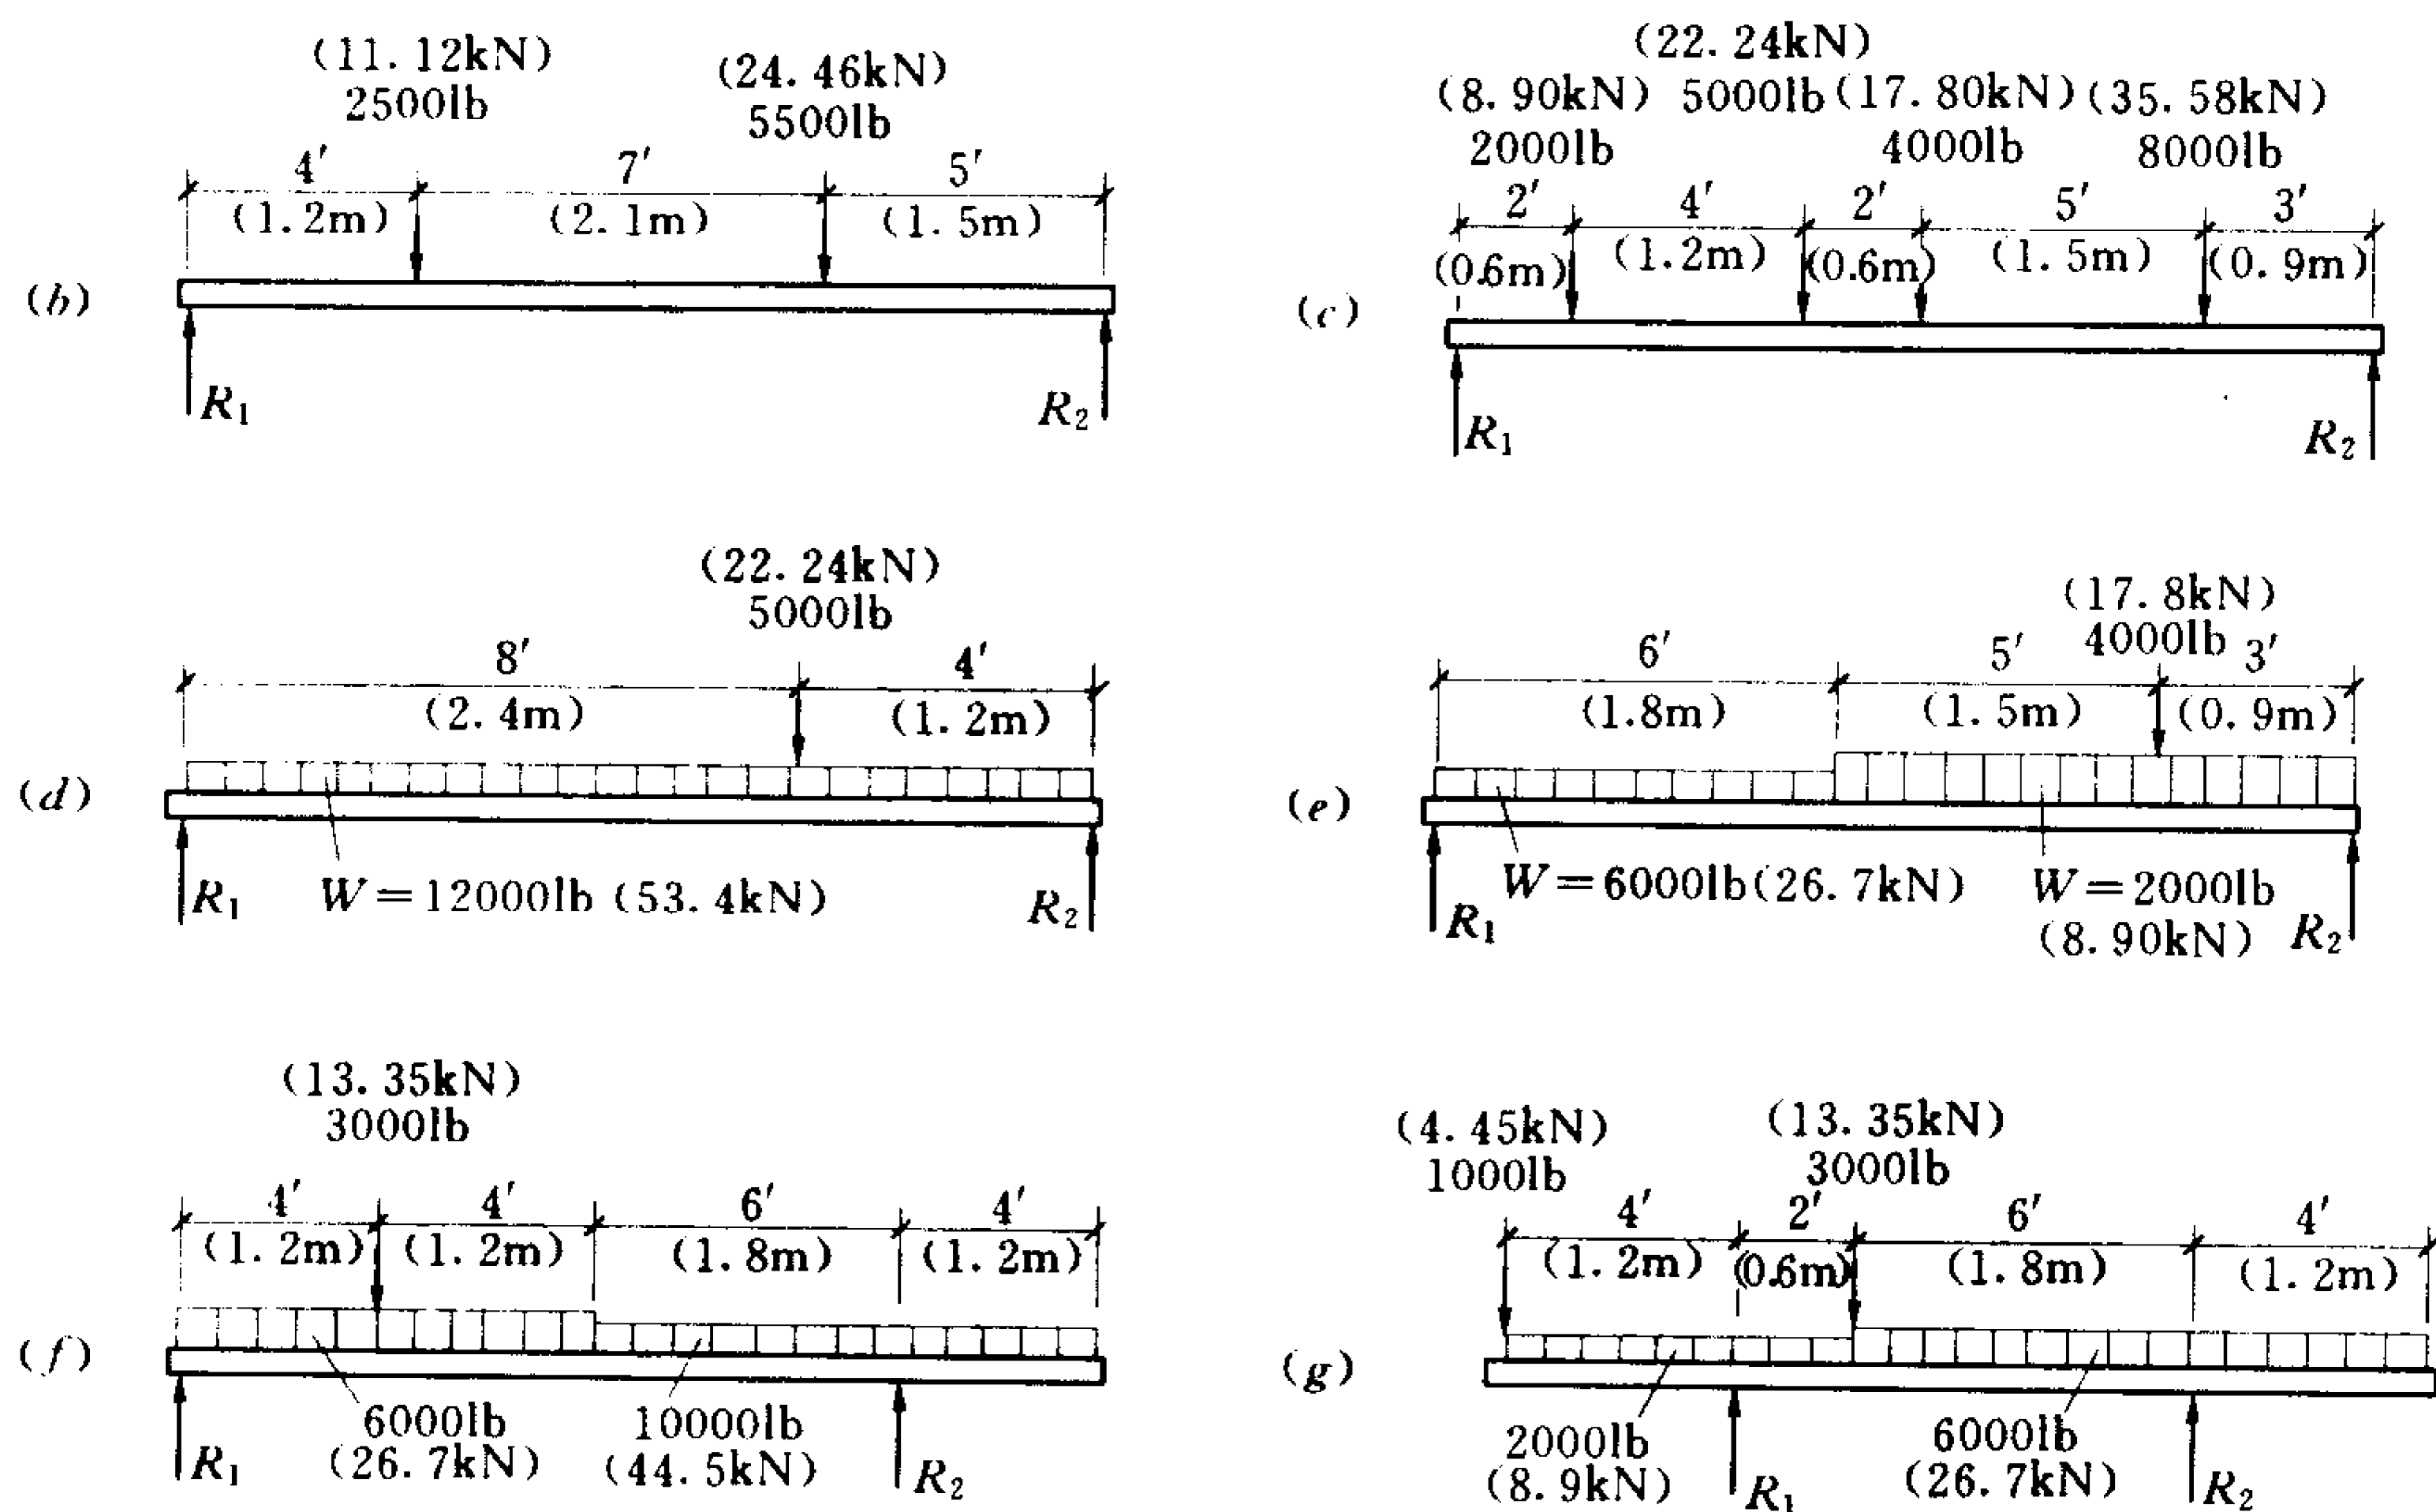 (11.12kN)
2500lb
(24.46kN)
5500lb
4′
7′
5′
(1.2m)
(2.1m)
(1.5m)
(b)
R₁
R₂
(22.24kN)
(8.90kN) 5000lb (17.80kN) (35.58kN)
2000lb
4000lb
8000lb
2′
4′
2′
5′
3′
(0.6m)
(1.2m)
(0.6m)
(1.5m)
(0.9m)
(c)
R₁
R₂
(22.24kN)
5000lb
8′
4′
(2.4m)
(1.2m)
(d)
R₁
W=12000lb (53.4kN)
R₂
(17.8kN)
4000lb
6′
5′
3′
(1.8m)
(1.5m)
(0.9m)
(e)
R₁
W=6000lb(26.7kN)
W=2000lb
(8.90kN)
R₂
(13.35kN)
3000lb
4′
4′
6′
4′
(1.2m)
(1.2m)
(1.8m)
(1.2m)
(f)
R₁
6000lb
(26.7kN)
10000lb
(44.5kN)
R₂
(4.45kN)
1000lb
(13.35kN)
3000lb
4′
2′
6′
4′
(1.2m)
(0.6m)
(1.8m)
(1.2m)
(g)
2000lb
(8.9kN)
R₁
6000lb
(26.7kN)
R₂